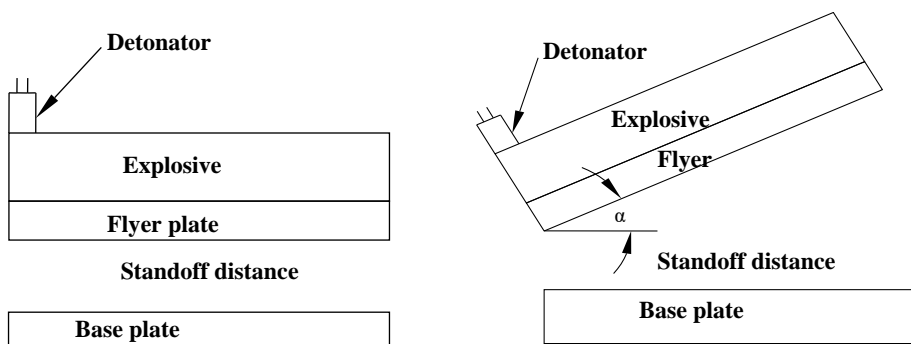 Detonator
Explosive
Flyer plate
Standoff distance
Base plate
Detonator
Explosive
Flyer
α
Standoff distance
Base plate